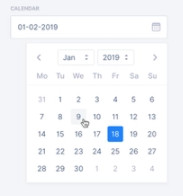 CALENDAR
01-02-2019
Jan 2019
Mo Tu We Th Fr Sa Su
31 1 2 3 4 5 6
7 8 9 10 11 12 13
14 15 16 17 18 19 20
21 22 23 24 25 26 27
28 29 30 1 2 3 4